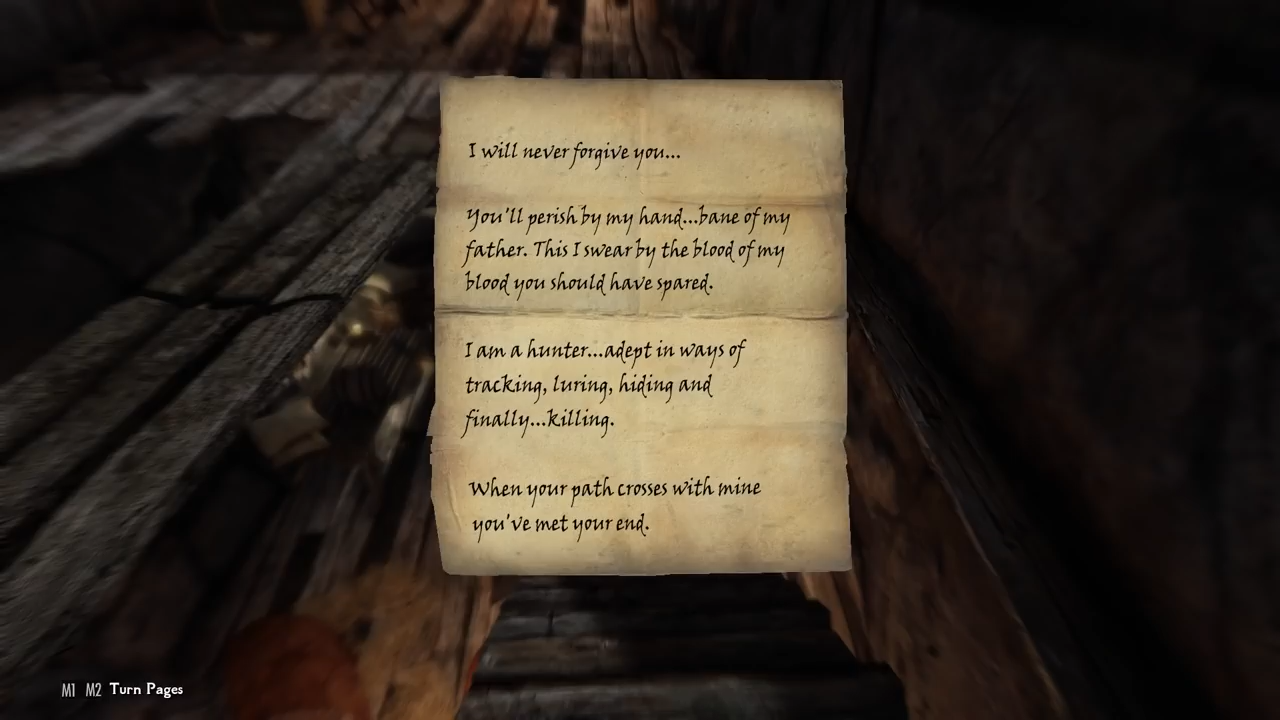 I will never forgive you...
You'll perish by my hand...bane of my
father. This I swear by the blood of my
blood you should have spared.
I am a hunter...adept in ways of
tracking, luring, hiding and
finally...killing.
When your path crosses with mine
you've met your end.
M1 M2 Turn Pages